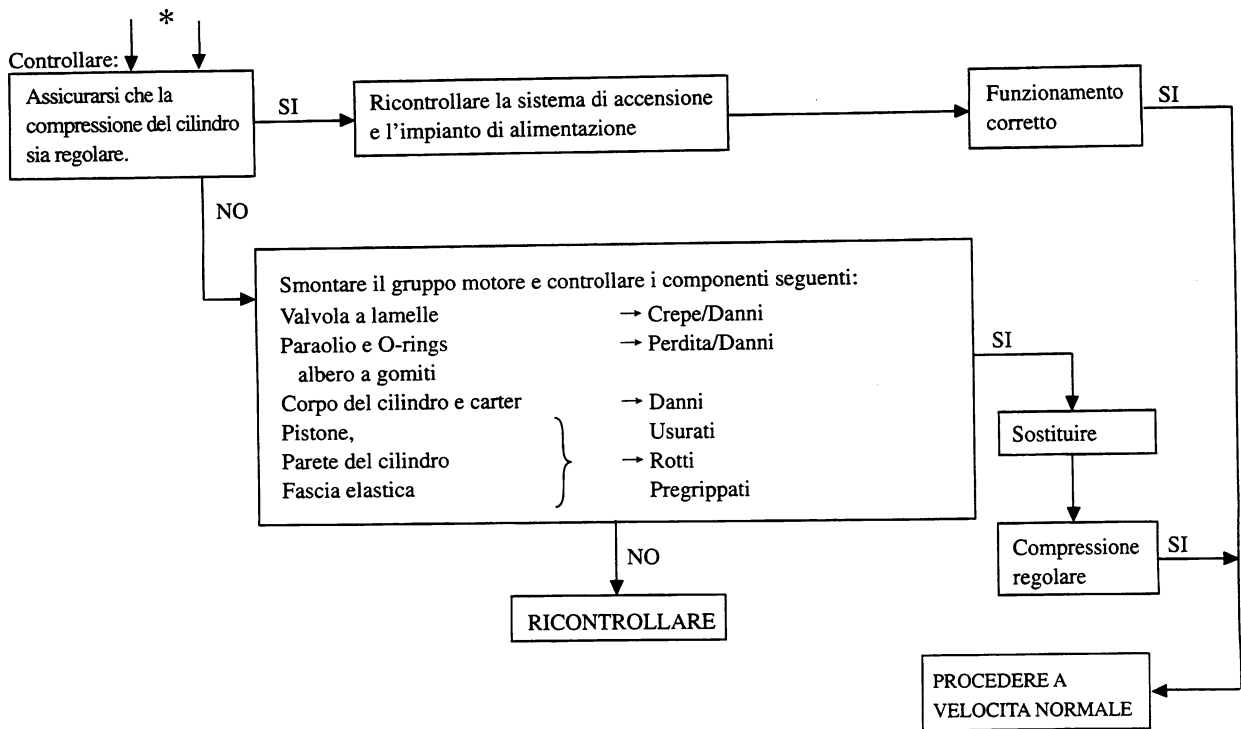 *
Controllare:
Assicurarsi che la
compressione del cilindro
sia regolare.
SI
Ricontrollare la sistema di accensione
e l'impianto di alimentazione
Funzionamento
corretto
SI
NO
Smontare il gruppo motore e controllare i componenti seguenti:
Valvola a lamelle → Crepe/Danni
Paraolio e O-rings → Perdita/Danni
albero a gomiti
Corpo del cilindro e carter → Danni
Pistone, Usurati
Parete del cilindro → Rotti
Fascia elastica Pregrippati
SI
Sostituire
Compressione
regolare
SI
NO
RICONTROLLARE
PROCEDERE A
VELOCITA NORMALE